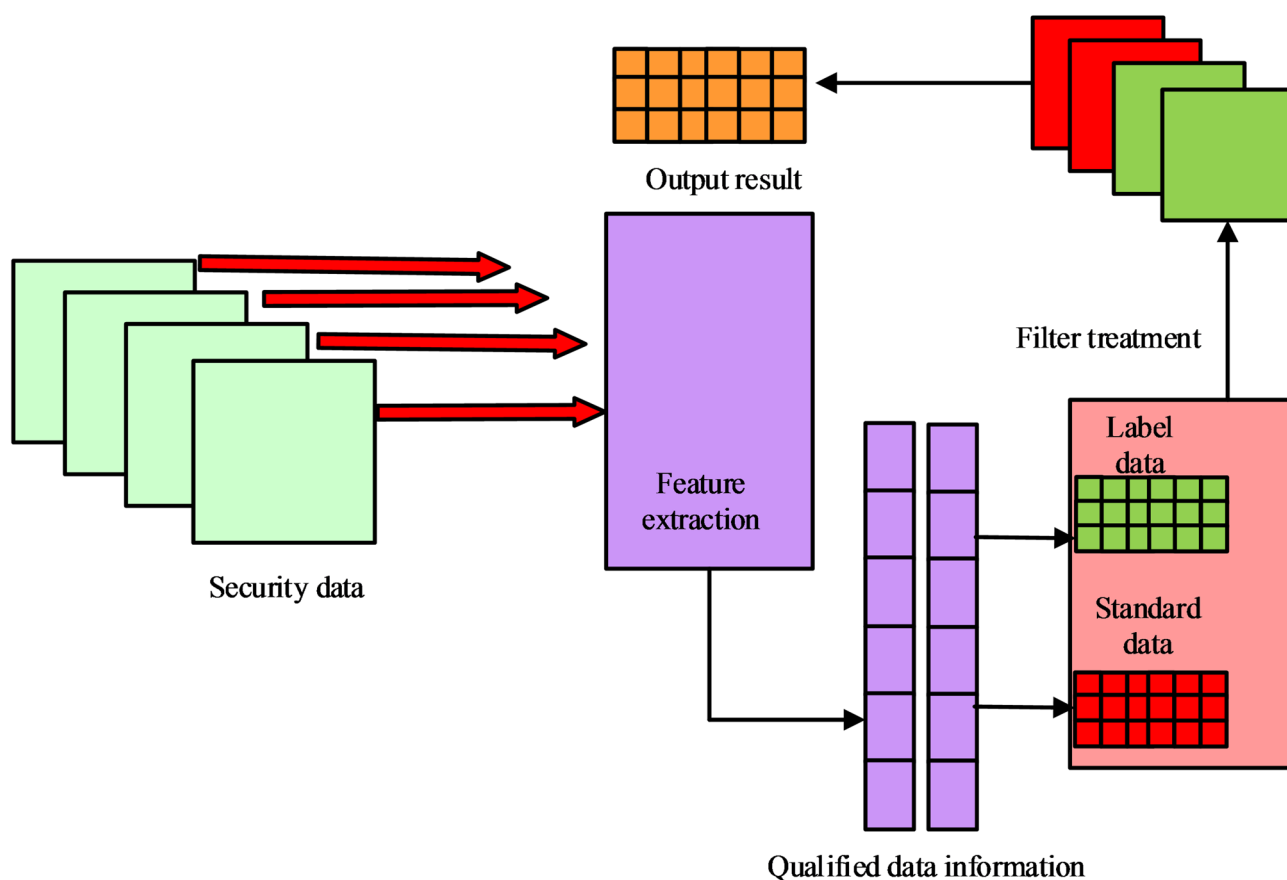 Output result
Security data
Feature
extraction
Filter treatment
Label
data
Standard
data
Qualified data information